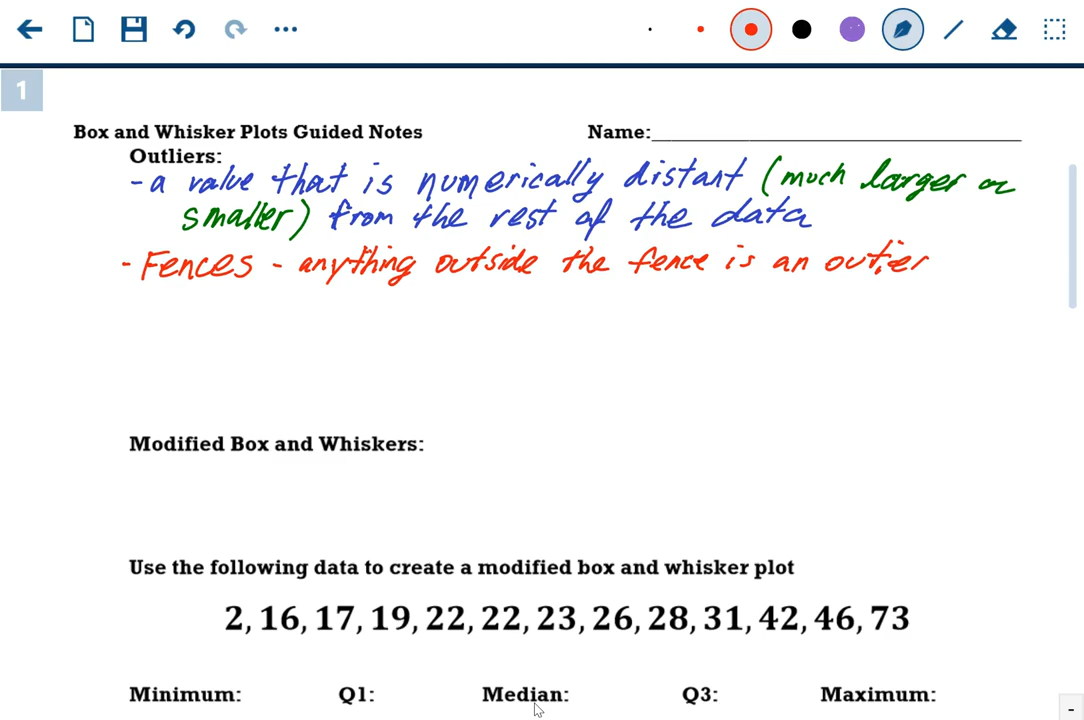 1
Box and Whisker Plots Guided Notes Name:
Outliers:
- a value that is numerically distant (much larger or
smaller) from the rest of the data
- Fences - anything outside the fence is an outier
Modified Box and Whiskers:
Use the following data to create a modified box and whisker plot
2, 16, 17, 19, 22, 22, 23, 26, 28, 31, 42, 46, 73
Minimum: Q1: Median: Q3: Maximum: